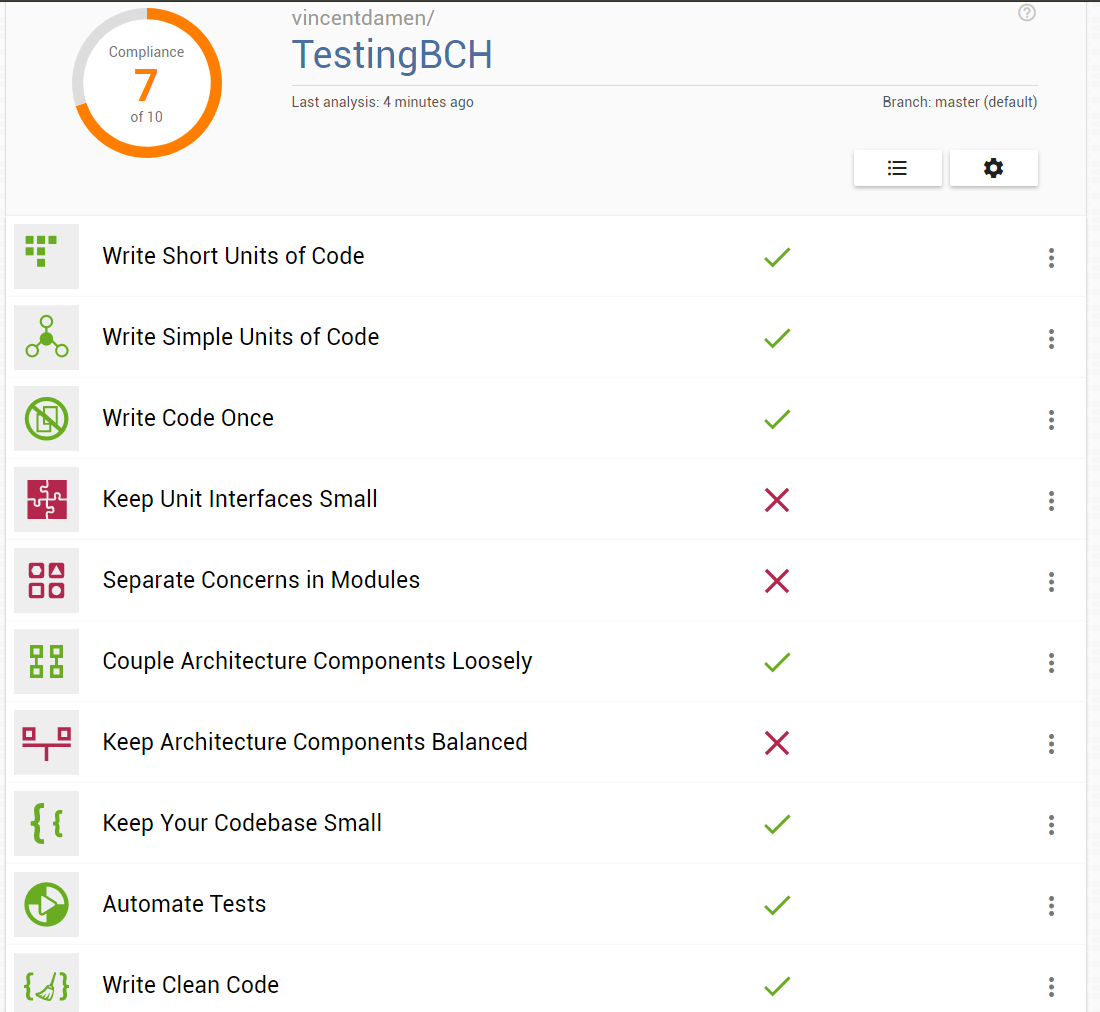 Compliance
7
of 10
vincentdamen/
TestingBCH
Last analysis: 4 minutes ago
Branch: master (default)
Write Short Units of Code
Write Simple Units of Code
Write Code Once
Keep Unit Interfaces Small
Separate Concerns in Modules
Couple Architecture Components Loosely
Keep Architecture Components Balanced
Keep Your Codebase Small
Automate Tests
Write Clean Code